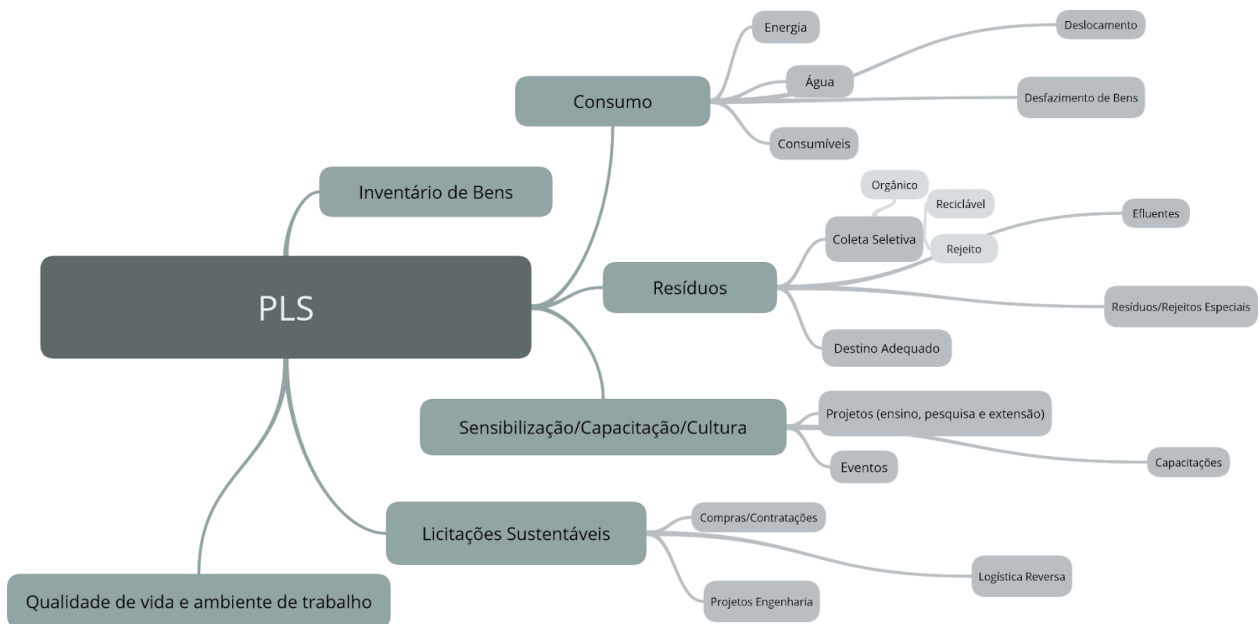 PLS
Inventário de Bens
Consumo
Energia
Água
Consumíveis
Deslocamento
Desfazimento de Bens
Resíduos
Coleta Seletiva
Orgânico
Reciclável
Rejeito
Destino Adequado
Efluentes
Resíduos/Rejeitos Especiais
Sensibilização/Capacitação/Cultura
Projetos (ensino, pesquisa e extensão)
Eventos
Capacitações
Licitações Sustentáveis
Compras/Contratações
Projetos Engenharia
Logística Reversa
Qualidade de vida e ambiente de trabalho